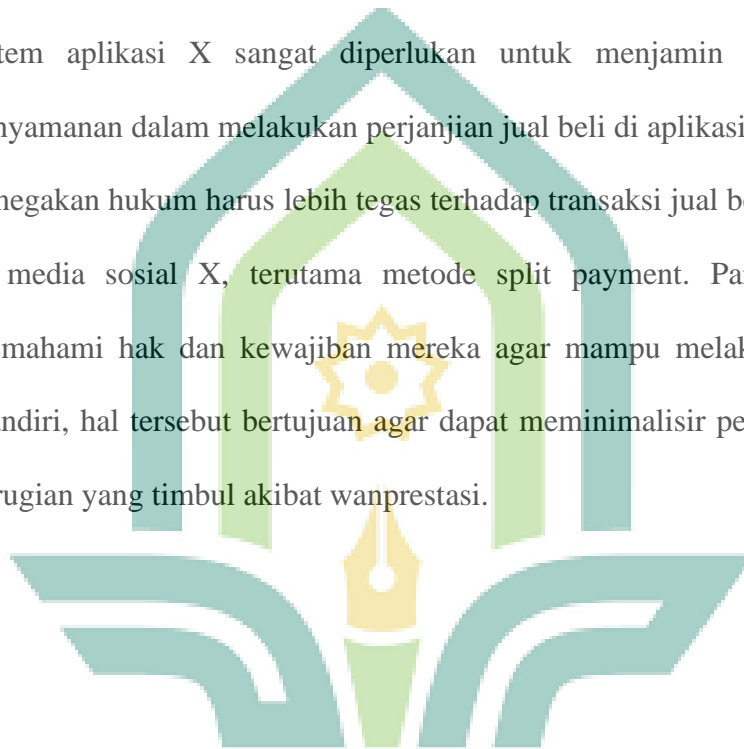 tem aplikasi X sangat diperlukan untuk menjamin
nyamanan dalam melakukan perjanjian jual beli di aplikasi
negakan hukum harus lebih tegas terhadap transaksi jual be
media sosial X, terutama metode split payment. Pa
mahami hak dan kewajiban mereka agar mampu melak
ndiri, hal tersebut bertujuan agar dapat meminimalisir pe
rugian yang timbul akibat wanprestasi.